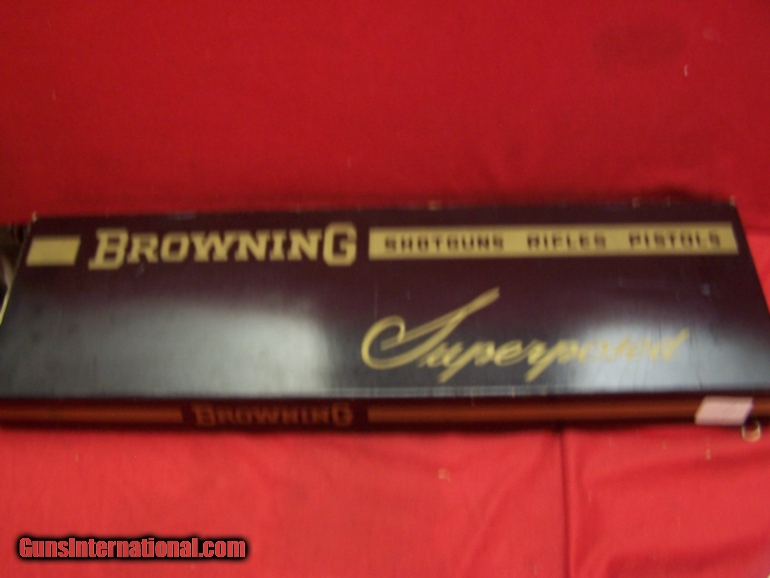 BROWNING SHOTGUNS RIFLES PISTOLS
Superposed
BROWNING
GunsInternational.com